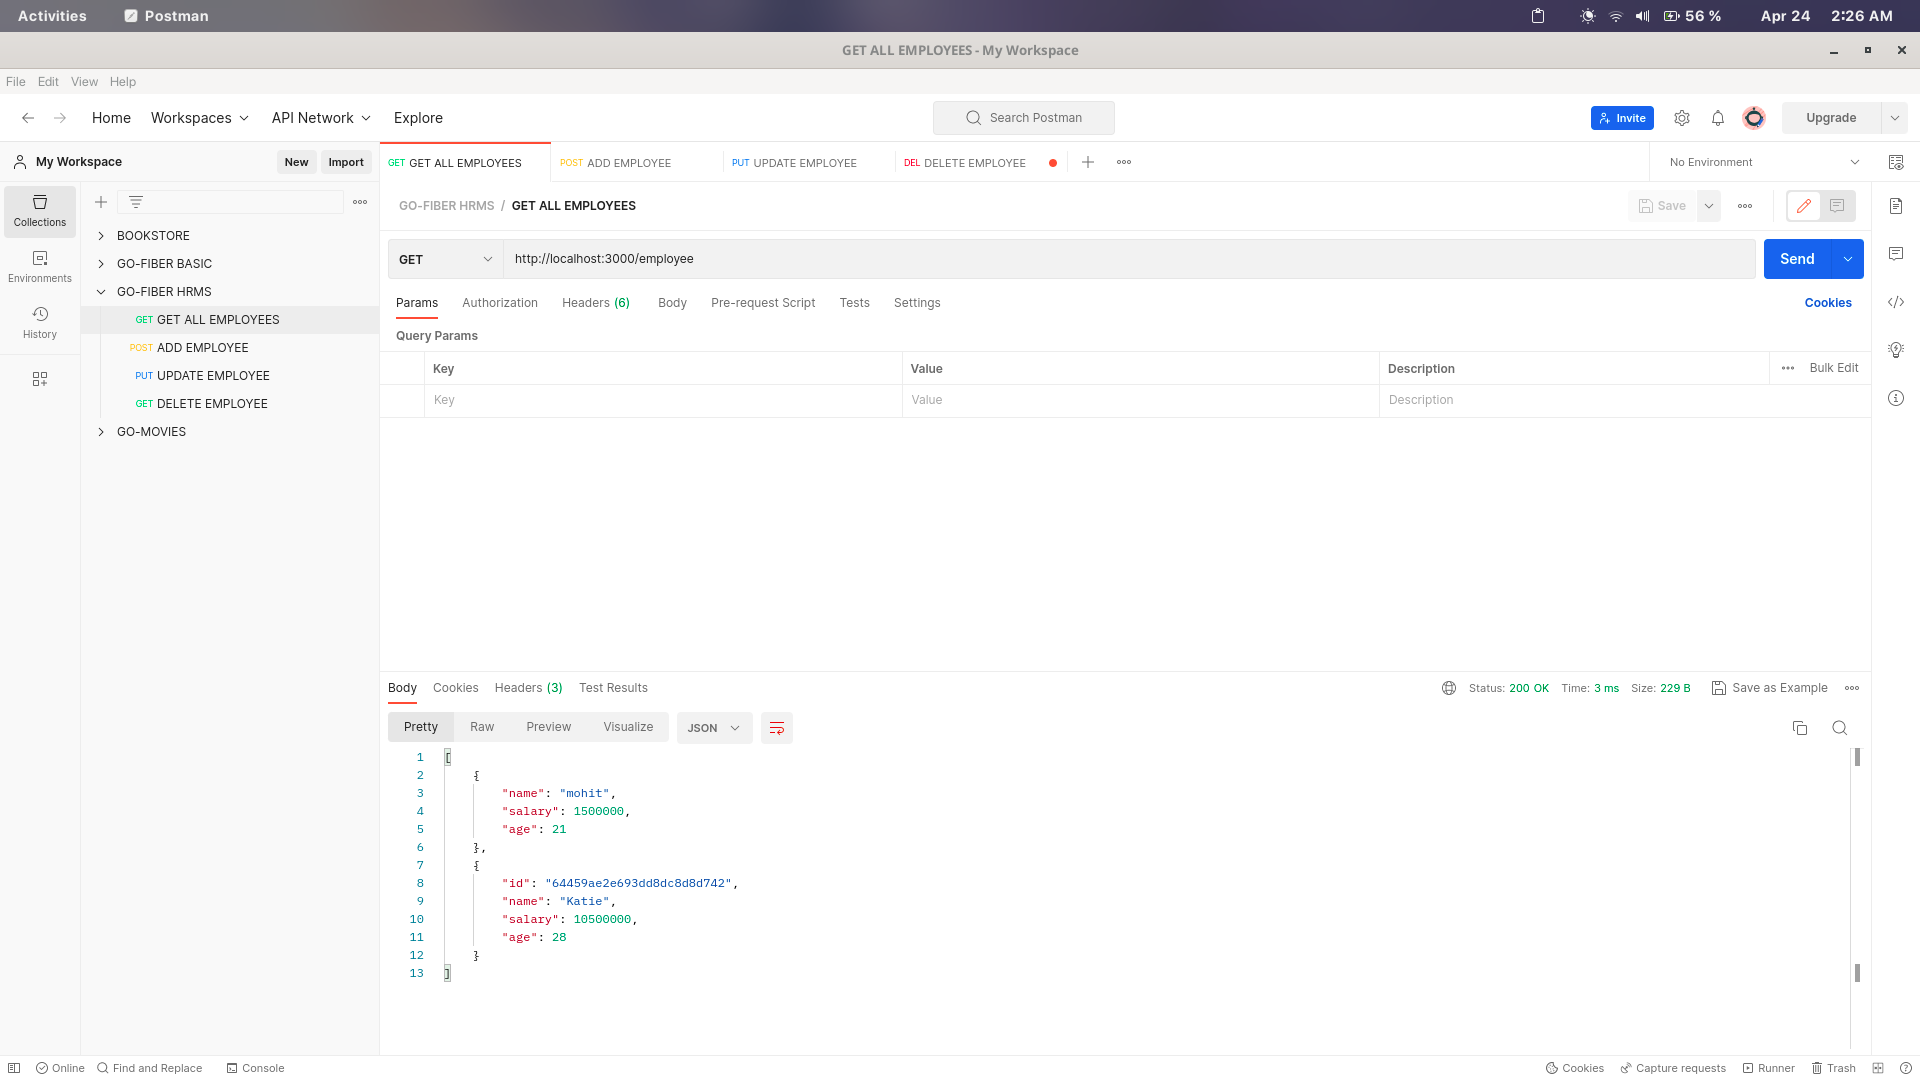 Activities Postman 56 % Apr 24 2:26 AM
GET ALL EMPLOYEES - My Workspace
File Edit View Help
Home Workspaces API Network Explore Search Postman Invite Upgrade
My Workspace New Import GET GET ALL EMPLOYEES POST ADD EMPLOYEE PUT UPDATE EMPLOYEE DEL DELETE EMPLOYEE No Environment
Collections
Environments
History
BOOKSTORE
GO-FIBER BASIC
GO-FIBER HRMS
GET GET ALL EMPLOYEES
POST ADD EMPLOYEE
PUT UPDATE EMPLOYEE
GET DELETE EMPLOYEE
GO-MOVIES
GO-FIBER HRMS / GET ALL EMPLOYEES Save
GET http://localhost:3000/employee Send
Params Authorization Headers (6) Body Pre-request Script Tests Settings Cookies
Query Params
Key Value Description Bulk Edit
Key Value Description
Body Cookies Headers (3) Test Results Status: 200 OK Time: 3 ms Size: 229 B Save as Example
Pretty Raw Preview Visualize JSON
1 [
2 {
3 "name": "mohit",
4 "salary": 1500000,
5 "age": 21
6 },
7 {
8 "id": "64459ae2e693dd8dc8d8d742",
9 "name": "Katie",
10 "salary": 10500000,
11 "age": 28
12 }
13 ]
Online Find and Replace Console Cookies Capture requests Runner Trash